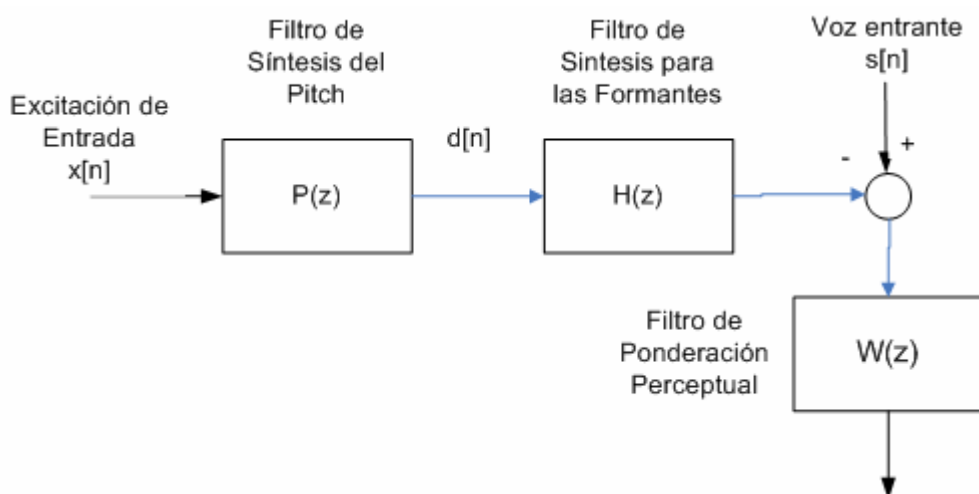 Filtro de
Síntesis del
Pitch
Filtro de
Sintesis para
las Formantes
Voz entrante
s[n]
Excitación de
Entrada
x[n]
d[n]
-
+
P(z)
H(z)
Filtro de
Ponderación
Perceptual
W(z)